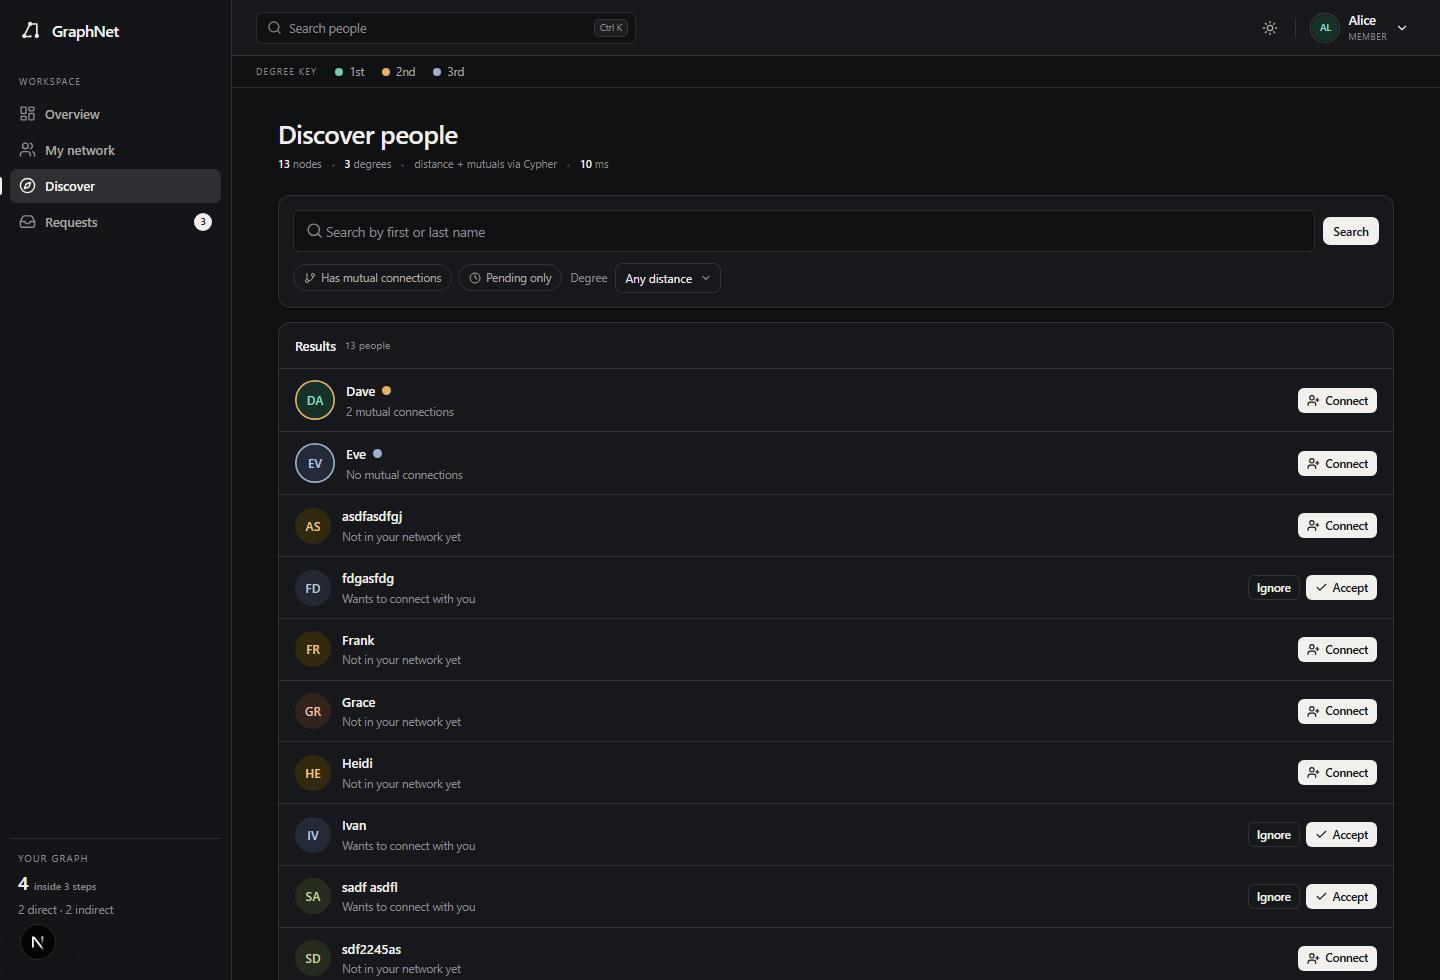 GraphNet
Search people
Ctrl K
AL
Alice
MEMBER
DEGREE KEY
1st
2nd
3rd
WORKSPACE
Overview
My network
Discover
Requests
3
Discover people
13 nodes • 3 degrees • distance + mutuals via Cypher • 10 ms
Search by first or last name
Search
Has mutual connections
Pending only
Degree
Any distance
Results 13 people
DA
Dave
2 mutual connections
Connect
EV
Eve
No mutual connections
Connect
AS
asdfasdfgj
Not in your network yet
Connect
FD
fdgasfdg
Wants to connect with you
Ignore
Accept
FR
Frank
Not in your network yet
Connect
GR
Grace
Not in your network yet
Connect
HE
Heidi
Not in your network yet
Connect
IV
Ivan
Wants to connect with you
Ignore
Accept
SA
sadf asdfl
Wants to connect with you
Ignore
Accept
SD
sdf2245as
Not in your network yet
Connect
YOUR GRAPH
4 inside 3 steps
2 direct · 2 indirect
N